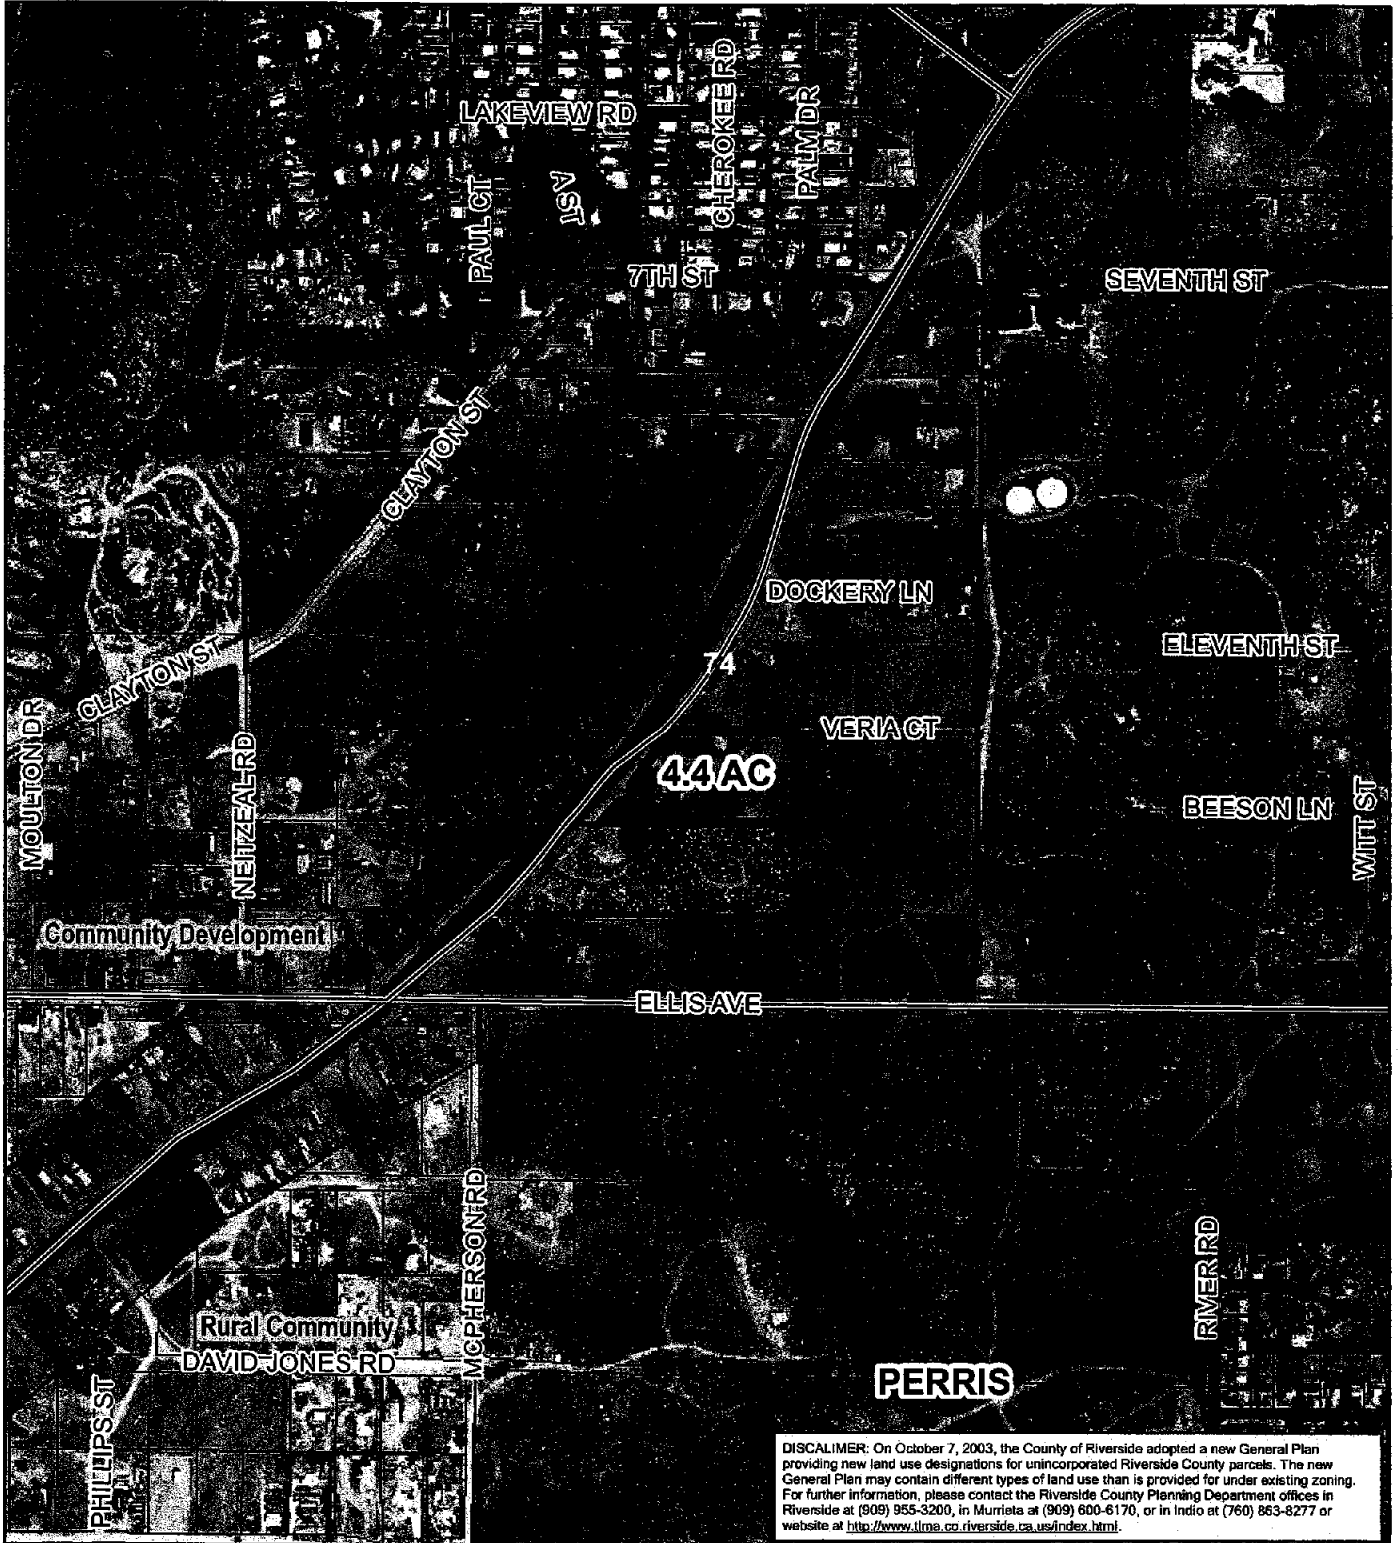 LAKEVIEW RD
CHEROKEE RD
PALM DR
PAUL CT
A ST
7TH ST
SEVENTH ST
CLAYTON ST
DOCKERY LN
ELEVENTH ST
74
CLAYTON ST
MOULTON DR
NEITZEAL RD
VERIA CT
4.4 AC
BEESON LN
WITT ST
Community Development
ELLIS AVE
MCPHERSON RD
RIVER RD
Rural Community
DAVID JONES RD
PERRIS
PHILLIPS ST
DISCALIMER: On October 7, 2003, the County of Riverside adopted a new General Plan
providing new land use designations for unincorporated Riverside County parcels. The new
General Plan may contain different types of land use than is provided for under existing zoning.
For further information, please contact the Riverside County Planning Department offices in
Riverside at (909) 955-3200, in Murrieta at (909) 600-6170, or in Indio at (760) 863-8277 or
website at http://www.tlma.co.riverside.ca.us/index.html.